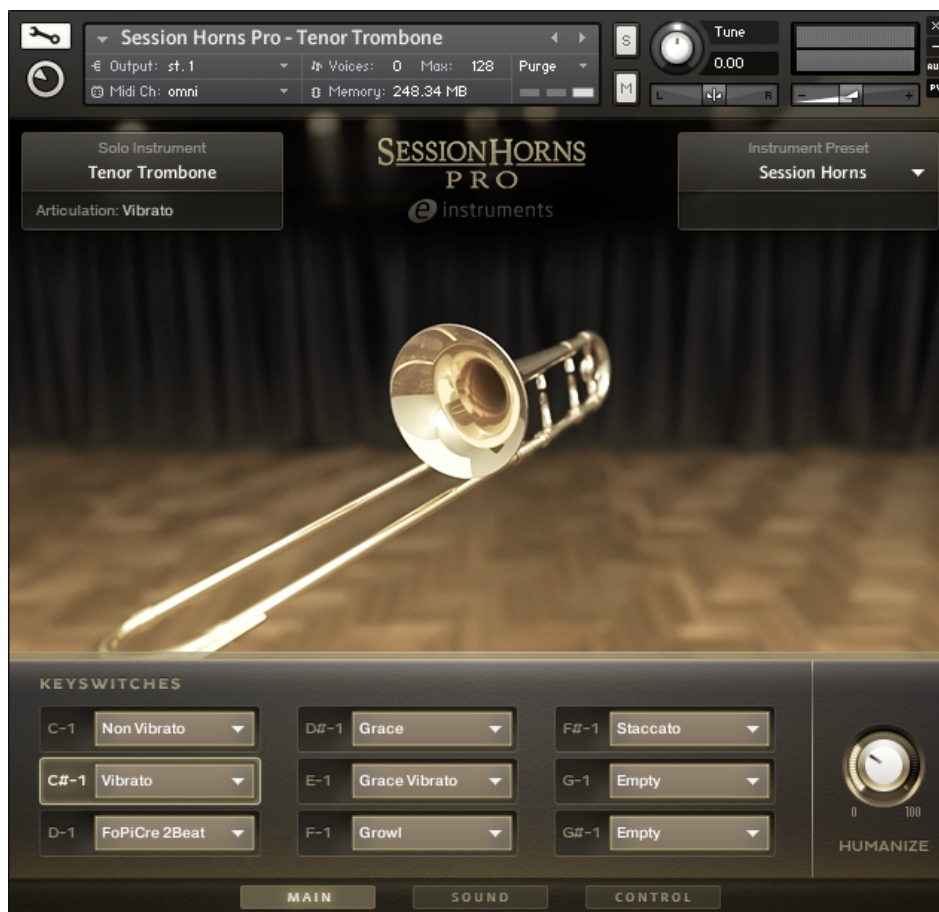 Session Horns Pro - Tenor Trombone
Output: st. 1
Voices: 0 Max: 128
Purge
Midi Ch: omni
Memory: 248.34 MB
S
M
Tune
0.00
L R
- +
×
-
AU
PV
Solo Instrument
Tenor Trombone
Articulation: Vibrato
SESSIONHORNS
PRO
e instruments
Instrument Preset
Session Horns
KEYSWITCHES
C-1 Non Vibrato
D#-1 Grace
F#-1 Staccato
C#-1 Vibrato
E-1 Grace Vibrato
G-1 Empty
D-1 FoPiCre 2Beat
F-1 Growl
G#-1 Empty
0 100
HUMANIZE
MAIN
SOUND
CONTROL